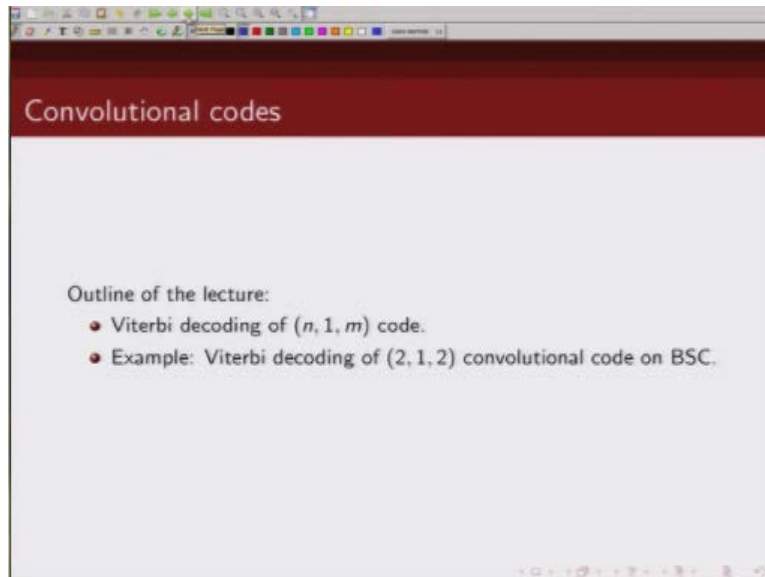 Convolutional codes
Outline of the lecture:
Viterbi decoding of (n, 1, m) code.
Example: Viterbi decoding of (2, 1, 2) convolutional code on BSC.